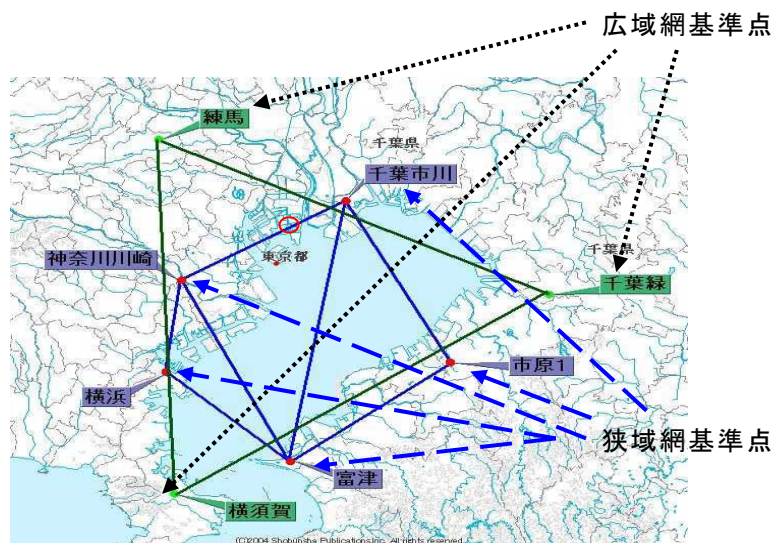 広域網基準点
練馬
千葉県
千葉市川
神奈川川崎
東京都
千葉県
千葉緑
市原1
横浜
狭域網基準点
富津
横須賀
(C)2004 Shobunsha Publications,Inc. All rights reserved.